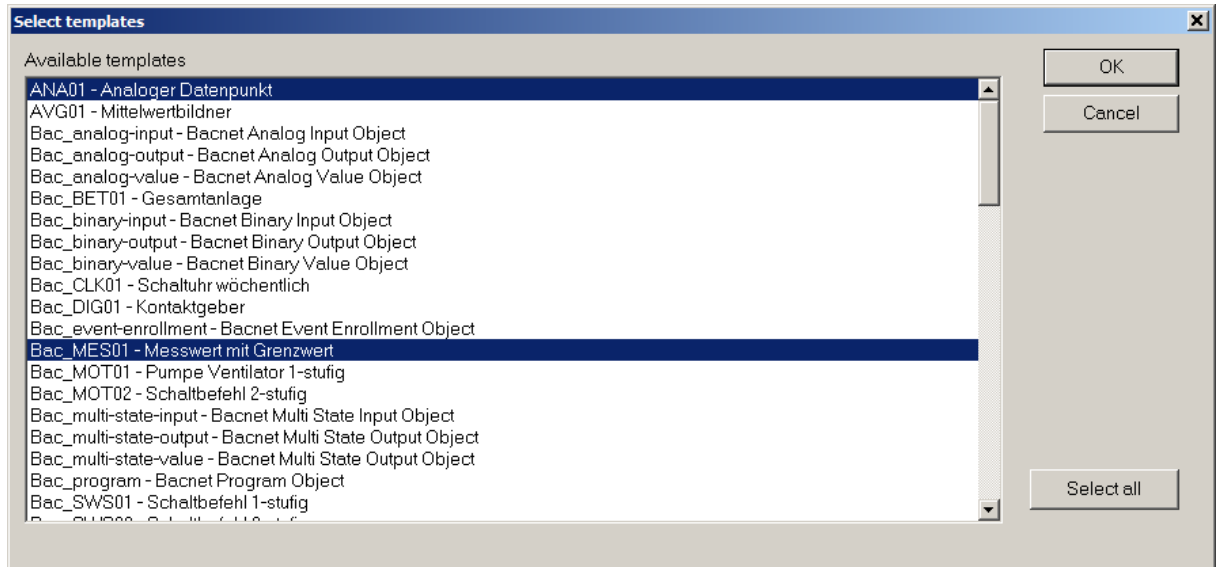 Select templates
Available templates
OK
Cancel
ANA01 - Analoger Datenpunkt
AVG01 - Mittelwertbildner
Bac_analog-input - Bacnet Analog Input Object
Bac_analog-output - Bacnet Analog Output Object
Bac_analog-value - Bacnet Analog Value Object
Bac_BET01 - Gesamtanlage
Bac_binary-input - Bacnet Binary Input Object
Bac_binary-output - Bacnet Binary Output Object
Bac_binary-value - Bacnet Binary Value Object
Bac_CLK01 - Schaltuhr wöchentlich
Bac_DIG01 - Kontaktgeber
Bac_event-enrollment - Bacnet Event Enrollment Object
Bac_MES01 - Messwert mit Grenzwert
Bac_MOT01 - Pumpe Ventilator 1-stufig
Bac_MOT02 - Schaltbefehl 2-stufig
Bac_multi-state-input - Bacnet Multi State Input Object
Bac_multi-state-output - Bacnet Multi State Output Object
Bac_multi-state-value - Bacnet Multi State Output Object
Bac_program - Bacnet Program Object
Bac_SWS01 - Schaltbefehl 1-stufig
Select all